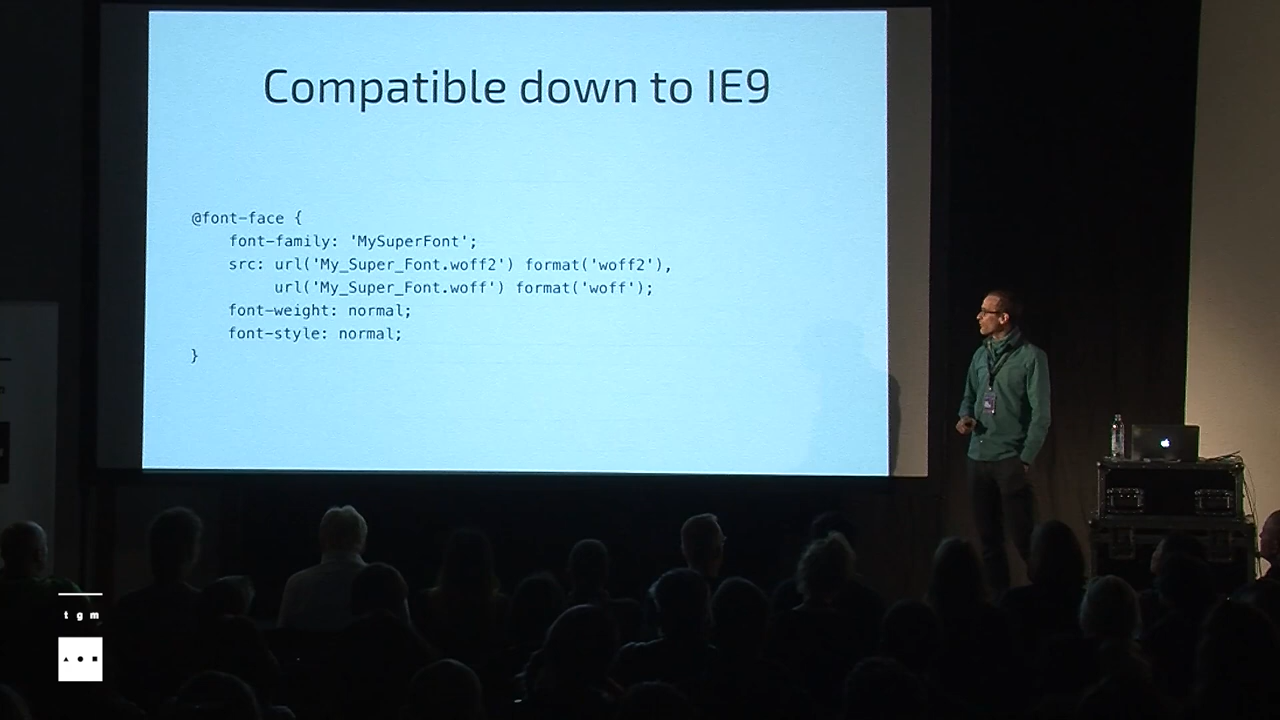 Compatible down to IE9
@font-face {
    font-family: 'MySuperFont';
    src: url('My_Super_Font.woff2') format('woff2'),
         url('My_Super_Font.woff') format('woff');
    font-weight: normal;
    font-style: normal;
}
t g m